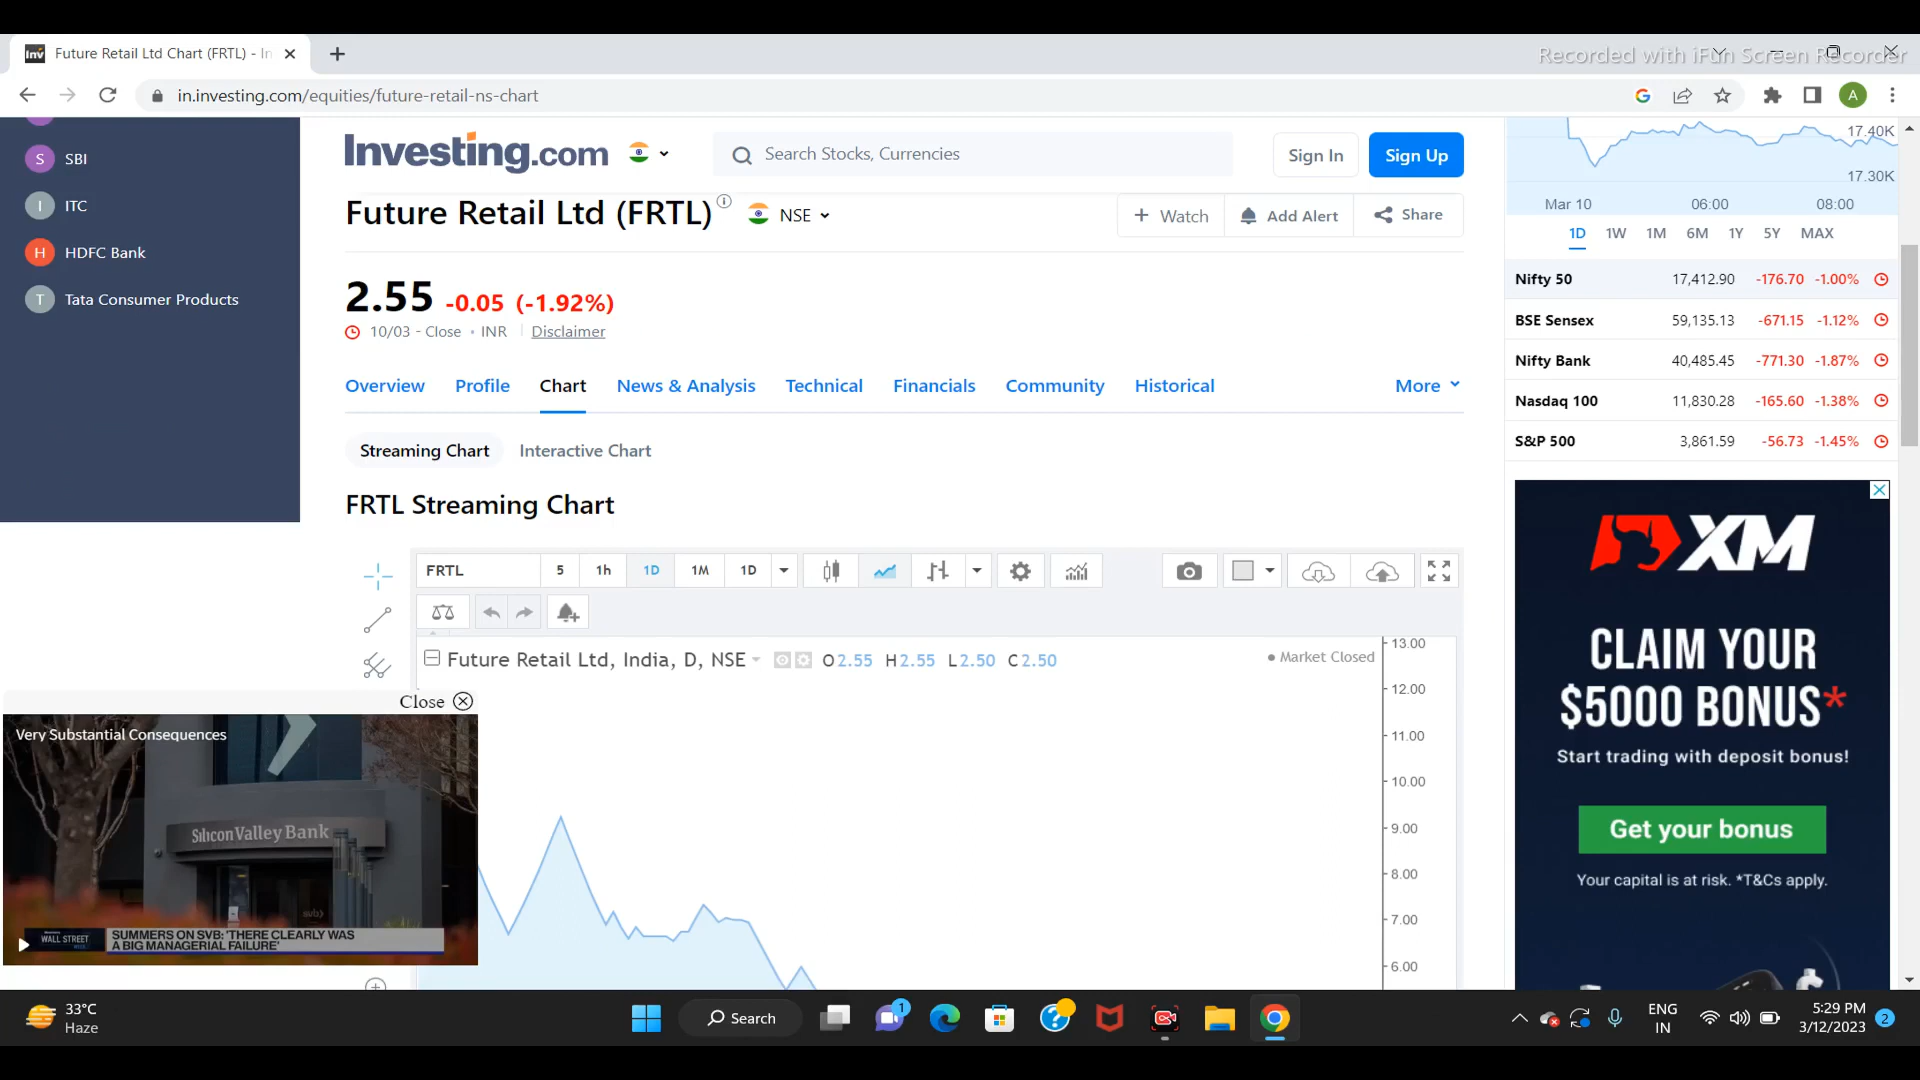 Future Retail Ltd Chart (FRTL) - In
Recorded with iFun Screen Recorder
in.investing.com/equities/future-retail-ns-chart
A
S SBI
I ITC
H HDFC Bank
T Tata Consumer Products
Investing.com
Search Stocks, Currencies
Sign In
Sign Up
Future Retail Ltd (FRTL)
NSE
+ Watch
Add Alert
Share
2.55 -0.05 (-1.92%)
10/03 - Close • INR
Disclaimer
Overview Profile Chart News & Analysis Technical Financials Community Historical More
Streaming Chart Interactive Chart
FRTL Streaming Chart
FRTL 5 1h 1D 1M 1D
Future Retail Ltd, India, D, NSE O2.55 H2.55 L2.50 C2.50
Market Closed
13.00
12.00
11.00
10.00
9.00
8.00
7.00
6.00
Close
Very Substantial Consequences
Silicon Valley Bank
svb
WALL STREET
WEEK
SUMMERS ON SVB: 'THERE CLEARLY WAS
A BIG MANAGERIAL FAILURE'
17.40K
17.30K
Mar 10 06:00 08:00
1D 1W 1M 6M 1Y 5Y MAX
Nifty 50 17,412.90 -176.70 -1.00%
BSE Sensex 59,135.13 -671.15 -1.12%
Nifty Bank 40,485.45 -771.30 -1.87%
Nasdaq 100 11,830.28 -165.60 -1.38%
S&P 500 3,861.59 -56.73 -1.45%
XM
CLAIM YOUR
$5000 BONUS*
Start trading with deposit bonus!
Get your bonus
Your capital is at risk. *T&Cs apply.
33°C
Haze
Search
1
ENG
IN
5:29 PM
3/12/2023
2